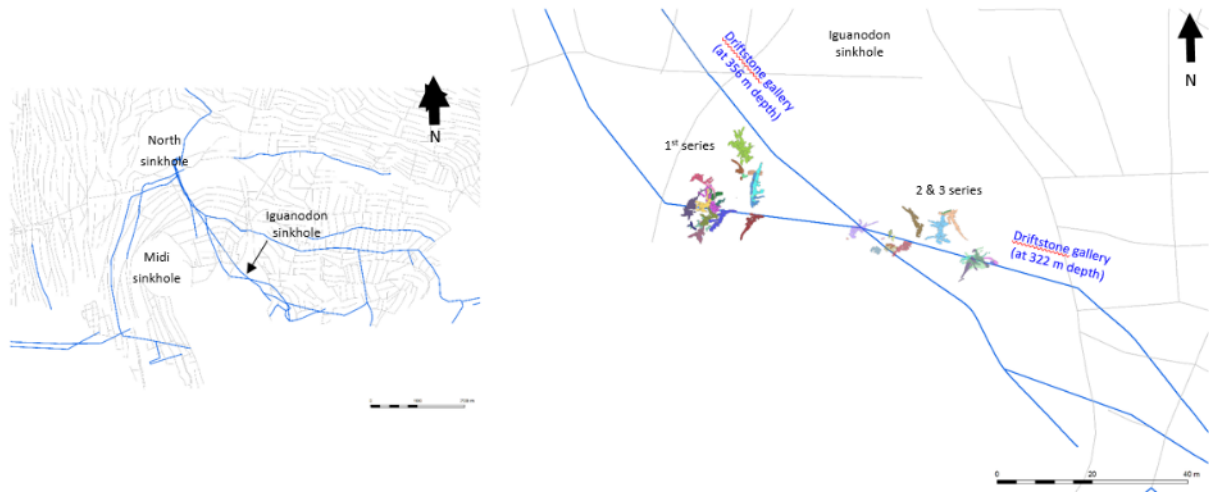 N
North
sinkhole
Iguanodon
sinkhole
Midi
sinkhole
0
Driftstone gallery
(at 356 m depth)
Iguanodon
sinkhole
N
1st series
2 & 3 series
Driftstone gallery
(at 322 m depth)
0 20 40 m